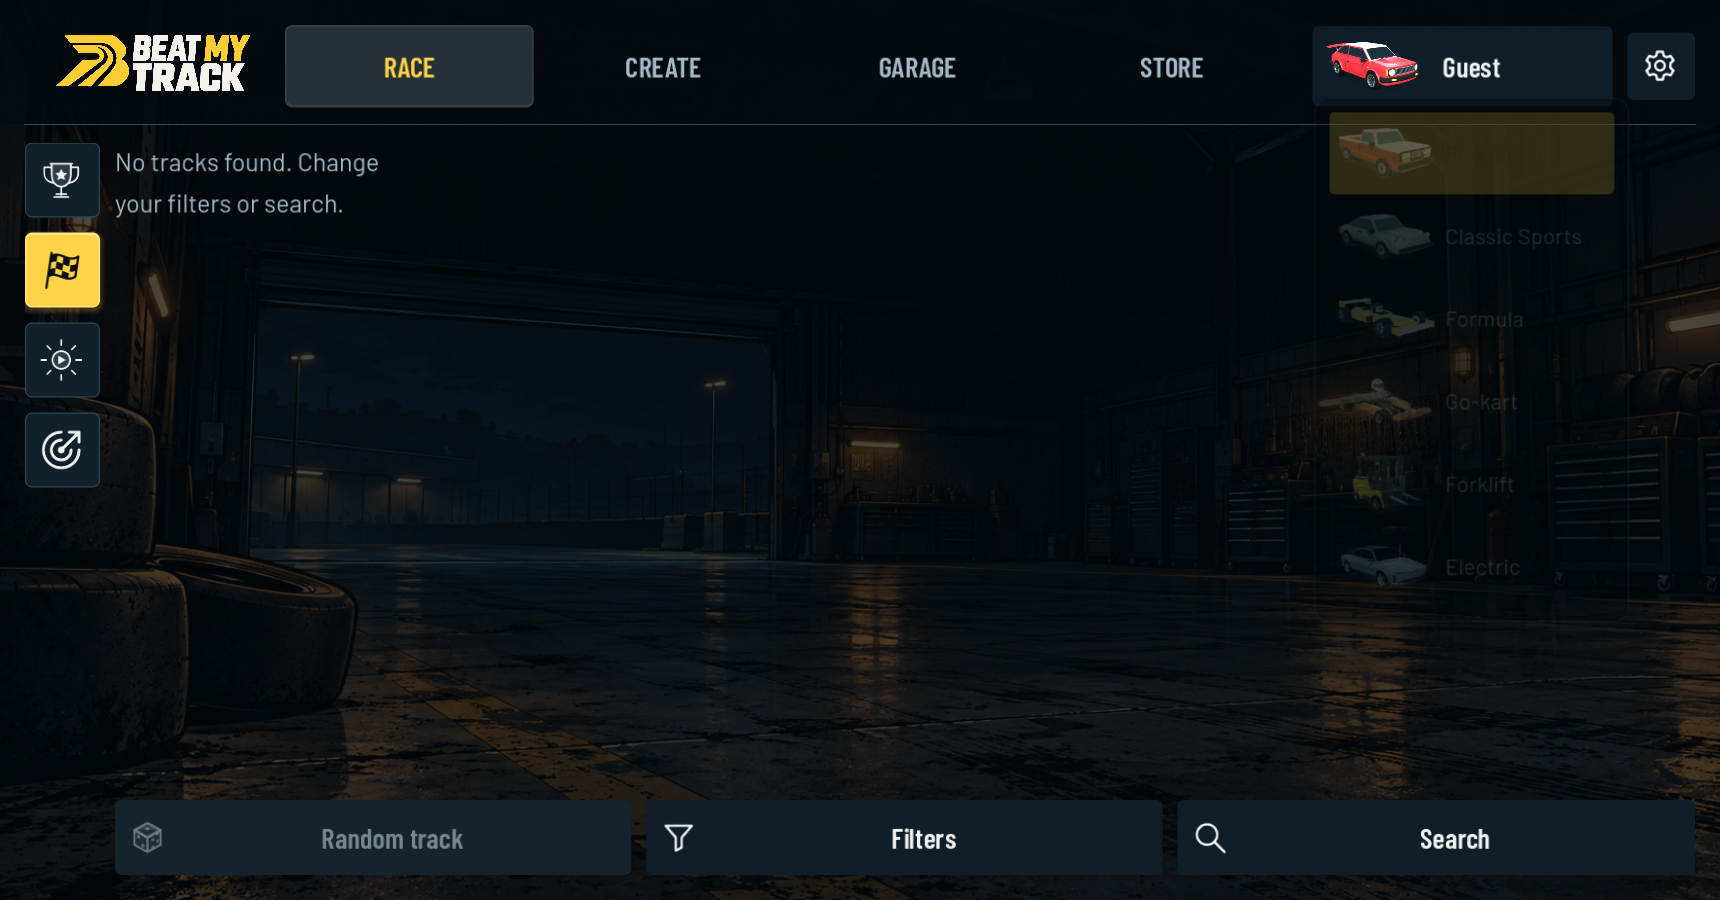 BEAT MY
TRACK
RACE
CREATE
GARAGE
STORE
Guest
No tracks found. Change
your filters or search.
Classic Sports
Formula
Go-kart
Forklift
Electric
Random track
Filters
Search